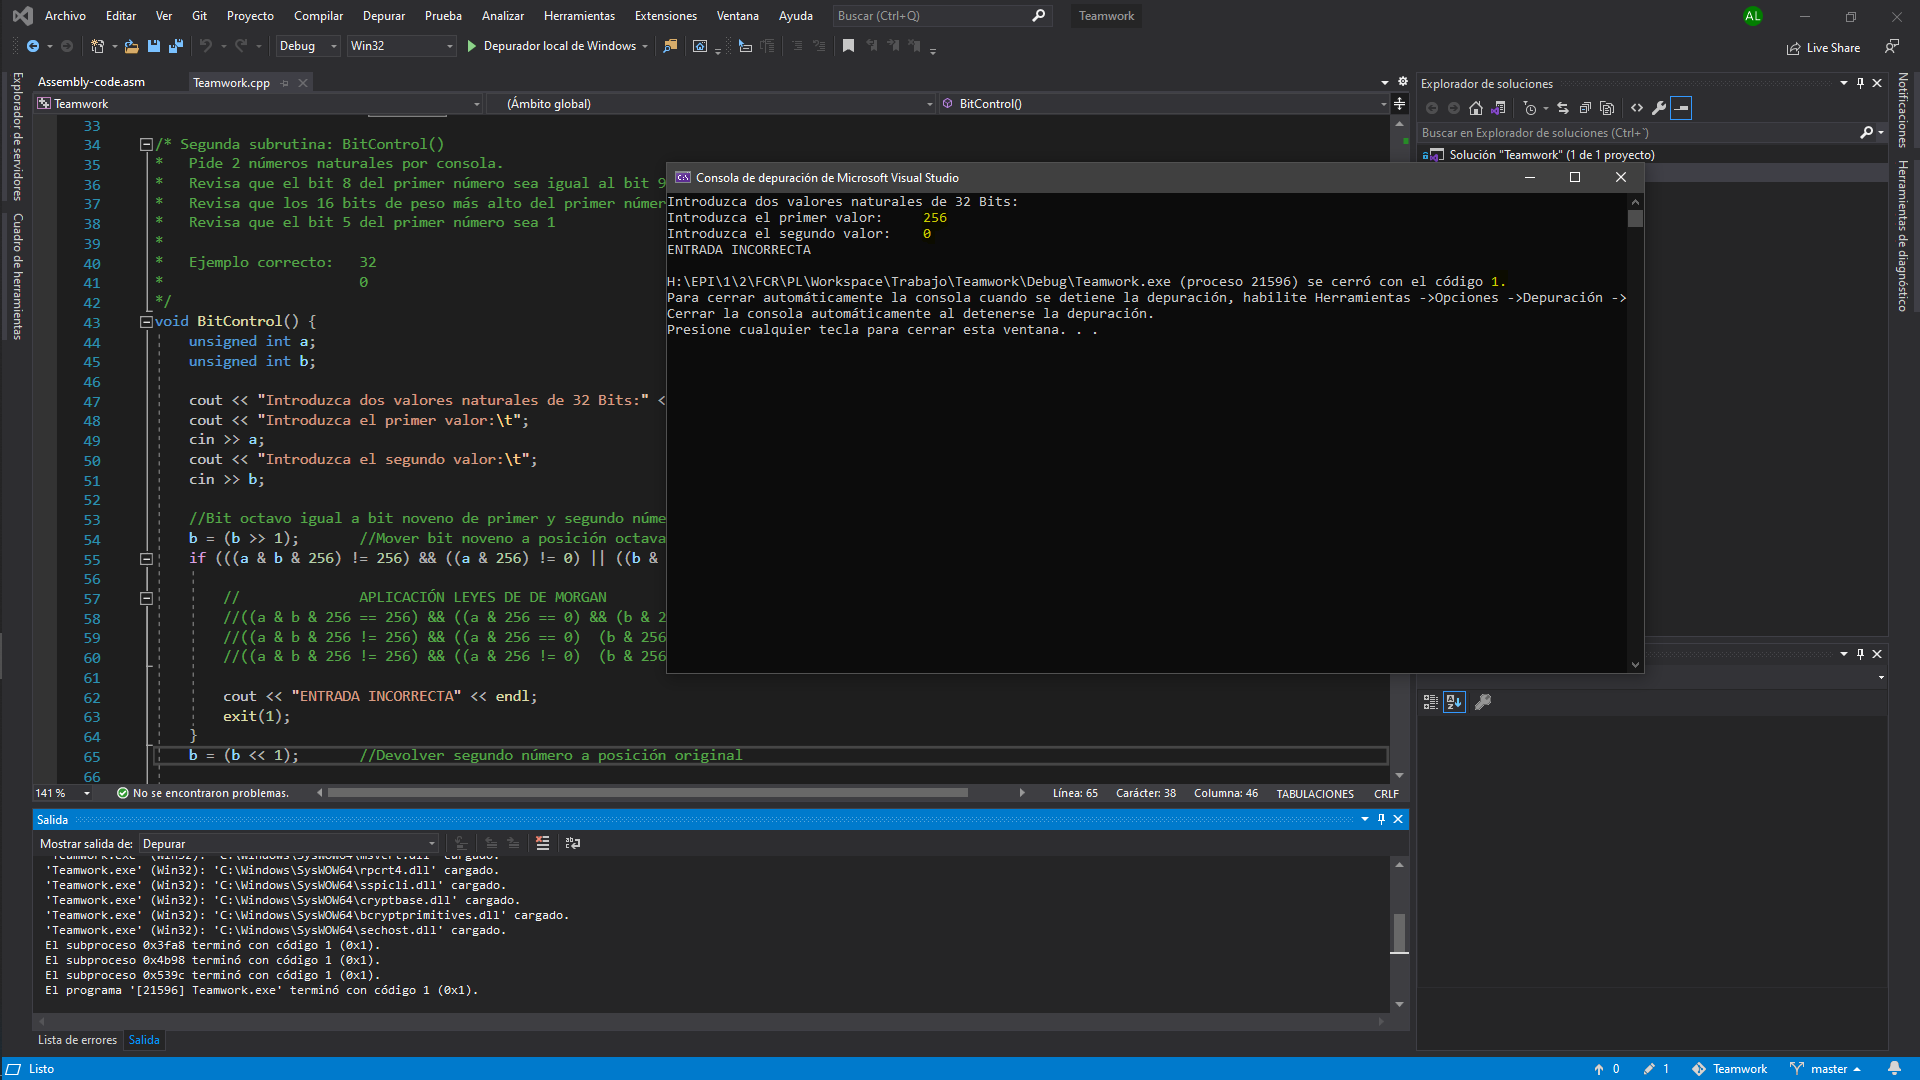 Archivo Editar Ver Git Proyecto Compilar Depurar Prueba Analizar Herramientas Extensiones Ventana Ayuda Buscar (Ctrl+Q) Teamwork AL
Debug Win32 Depurador local de Windows Live Share
Explorador de servidores
Cuadro de herramientas
Assembly-code.asm Teamwork.cpp
Teamwork (Ámbito global) BitControl()
33
34 /* Segunda subrutina: BitControl()
35 * Pide 2 números naturales por consola.
36 * Revisa que el bit 8 del primer número sea igual al bit 9
37 * Revisa que los 16 bits de peso más alto del primer númer
38 * Revisa que el bit 5 del primer número sea 1
39 *
40 * Ejemplo correcto: 32
41 * 0
42 */
43 void BitControl() {
44 unsigned int a;
45 unsigned int b;
46
47 cout << "Introduzca dos valores naturales de 32 Bits:" <
48 cout << "Introduzca el primer valor:\t";
49 cin >> a;
50 cout << "Introduzca el segundo valor:\t";
51 cin >> b;
52
53 //Bit octavo igual a bit noveno de primer y segundo núme
54 b = (b >> 1); //Mover bit noveno a posición octava
55 if (((a & b & 256) != 256) && ((a & 256) != 0) || ((b &
56
57 // APLICACIÓN LEYES DE DE MORGAN
58 //((a & b & 256 == 256) && ((a & 256 == 0) && (b & 2
59 //((a & b & 256 != 256) && ((a & 256 == 0) (b & 256
60 //((a & b & 256 != 256) && ((a & 256 != 0) (b & 256
61
62 cout << "ENTRADA INCORRECTA" << endl;
63 exit(1);
64 }
65 b = (b << 1); //Devolver segundo número a posición original
66
141 % No se encontraron problemas. Línea: 65 Carácter: 38 Columna: 46 TABULACIONES CRLF
Consola de depuración de Microsoft Visual Studio
Introduzca dos valores naturales de 32 Bits:
Introduzca el primer valor: 256
Introduzca el segundo valor: 0
ENTRADA INCORRECTA
H:\EPI\1\2\FCR\PL\Workspace\Trabajo\Teamwork\Debug\Teamwork.exe (proceso 21596) se cerró con el código 1.
Para cerrar automáticamente la consola cuando se detiene la depuración, habilite Herramientas ->Opciones ->Depuración ->
Cerrar la consola automáticamente al detenerse la depuración.
Presione cualquier tecla para cerrar esta ventana. . .
Explorador de soluciones
Buscar en Explorador de soluciones (Ctrl+´)
Solución "Teamwork" (1 de 1 proyecto)
Notificaciones
Herramientas de diagnóstico
Salida
Mostrar salida de: Depurar
'Teamwork.exe' (Win32): 'C:\Windows\SysWOW64\msvcrt.dll' cargado.
'Teamwork.exe' (Win32): 'C:\Windows\SysWOW64\rpcrt4.dll' cargado.
'Teamwork.exe' (Win32): 'C:\Windows\SysWOW64\sspicli.dll' cargado.
'Teamwork.exe' (Win32): 'C:\Windows\SysWOW64\cryptbase.dll' cargado.
'Teamwork.exe' (Win32): 'C:\Windows\SysWOW64\bcryptprimitives.dll' cargado.
'Teamwork.exe' (Win32): 'C:\Windows\SysWOW64\sechost.dll' cargado.
El subproceso 0x3fa8 terminó con código 1 (0x1).
El subproceso 0x4b98 terminó con código 1 (0x1).
El subproceso 0x539c terminó con código 1 (0x1).
El programa '[21596] Teamwork.exe' terminó con código 1 (0x1).
Lista de errores Salida
Listo 0 1 Teamwork master